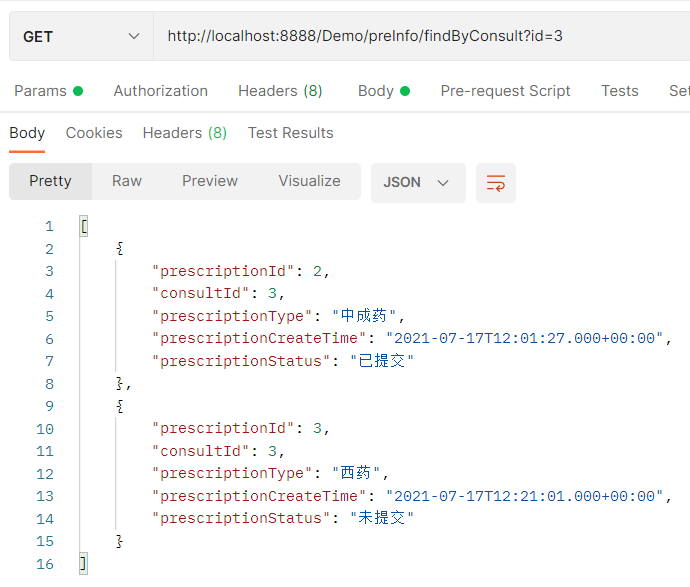 GET http://localhost:8888/Demo/preInfo/findByConsult?id=3
Params Authorization Headers (8) Body Pre-request Script Tests Set
Body Cookies Headers (8) Test Results
Pretty Raw Preview Visualize JSON
1 [
2 {
3 "prescriptionId": 2,
4 "consultId": 3,
5 "prescriptionType": "中成药",
6 "prescriptionCreateTime": "2021-07-17T12:01:27.000+00:00",
7 "prescriptionStatus": "已提交"
8 },
9 {
10 "prescriptionId": 3,
11 "consultId": 3,
12 "prescriptionType": "西药",
13 "prescriptionCreateTime": "2021-07-17T12:21:01.000+00:00",
14 "prescriptionStatus": "未提交"
15 }
16 ]